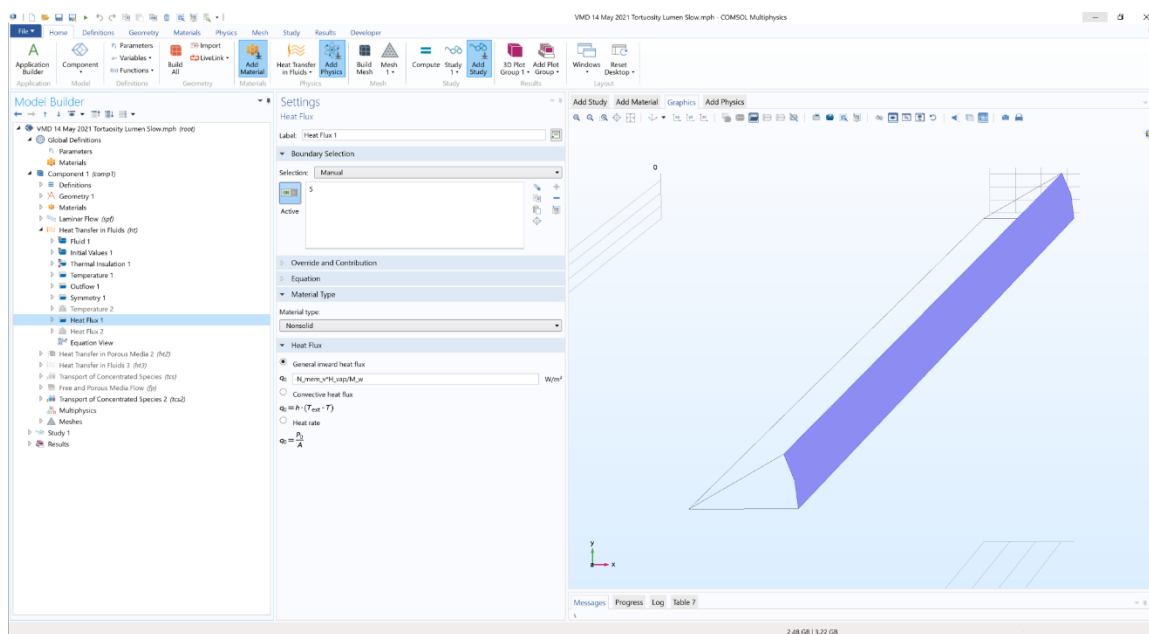 VMD 14 May 2021 Tortuosity Lumen Slow.mph - COMSOL Multiphysics
File Home Definitions Geometry Materials Physics Mesh Study Results Developer
Application Builder
Component
Pi Parameters
a= Variables
f(x) Functions
Build All
Import
LiveLink
Add Material
Heat Transfer in Fluids
Add Physics
Build Mesh
Mesh 1
Compute
Study 1
Add Study
3D Plot Group 1
Add Plot Group
Windows
Reset Desktop
Application Model Definitions Geometry Materials Physics Mesh Study Results Layout
Model Builder
VMD 14 May 2021 Tortuosity Lumen Slow.mph (root)
Global Definitions
Pi Parameters
Materials
Component 1 (comp1)
Definitions
Geometry 1
Materials
Laminar Flow (spf)
Heat Transfer in Fluids (ht)
Fluid 1
Initial Values 1
Thermal Insulation 1
Temperature 1
Outflow 1
Symmetry 1
Temperature 2
Heat Flux 1
Heat Flux 2
Equation View
Heat Transfer in Porous Media 2 (ht2)
Heat Transfer in Fluids 3 (ht3)
Transport of Concentrated Species (tcs)
Free and Porous Media Flow (fp)
Transport of Concentrated Species 2 (tcs2)
Multiphysics
Meshes
Study 1
Results
Settings
Heat Flux
Label: Heat Flux 1
Boundary Selection
Selection: Manual
5
Active
Override and Contribution
Equation
Material Type
Material type:
Nonsolid
Heat Flux
General inward heat flux
q0 -N_mem_v*H_vap/M_w W/m²
Convective heat flux
q0 = h·(Text - T)
Heat rate
q0 = P0/A
Add Study Add Material Graphics Add Physics
0
y
x
Messages Progress Log Table 7
2.48 GB | 3.22 GB